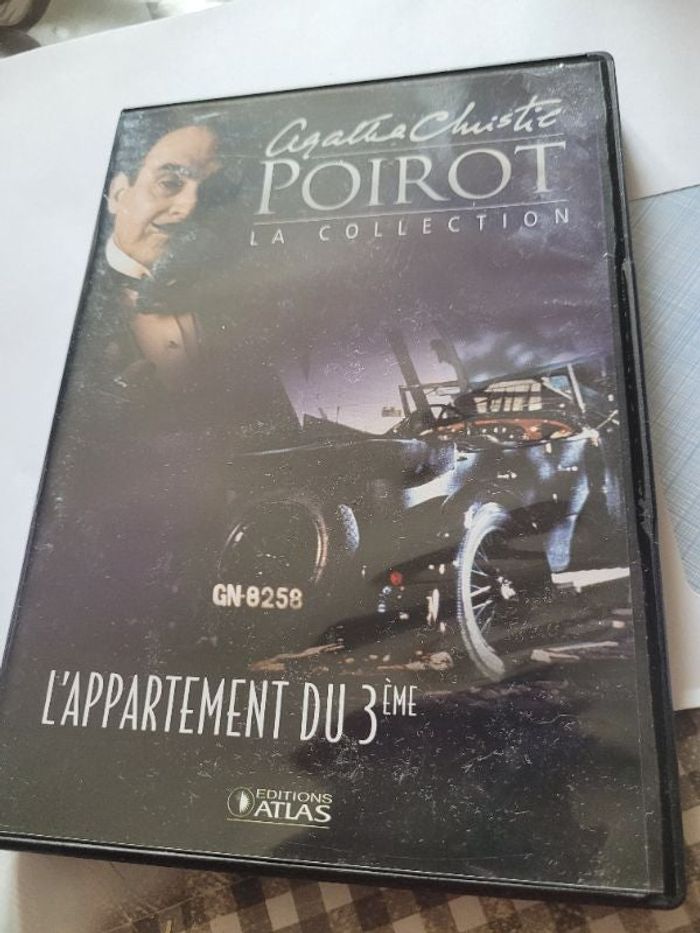 Agatha Christie
POIROT
LA COLLECTION
GN·8258
L'APPARTEMENT DU 3ÈME
EDITIONS
ATLAS